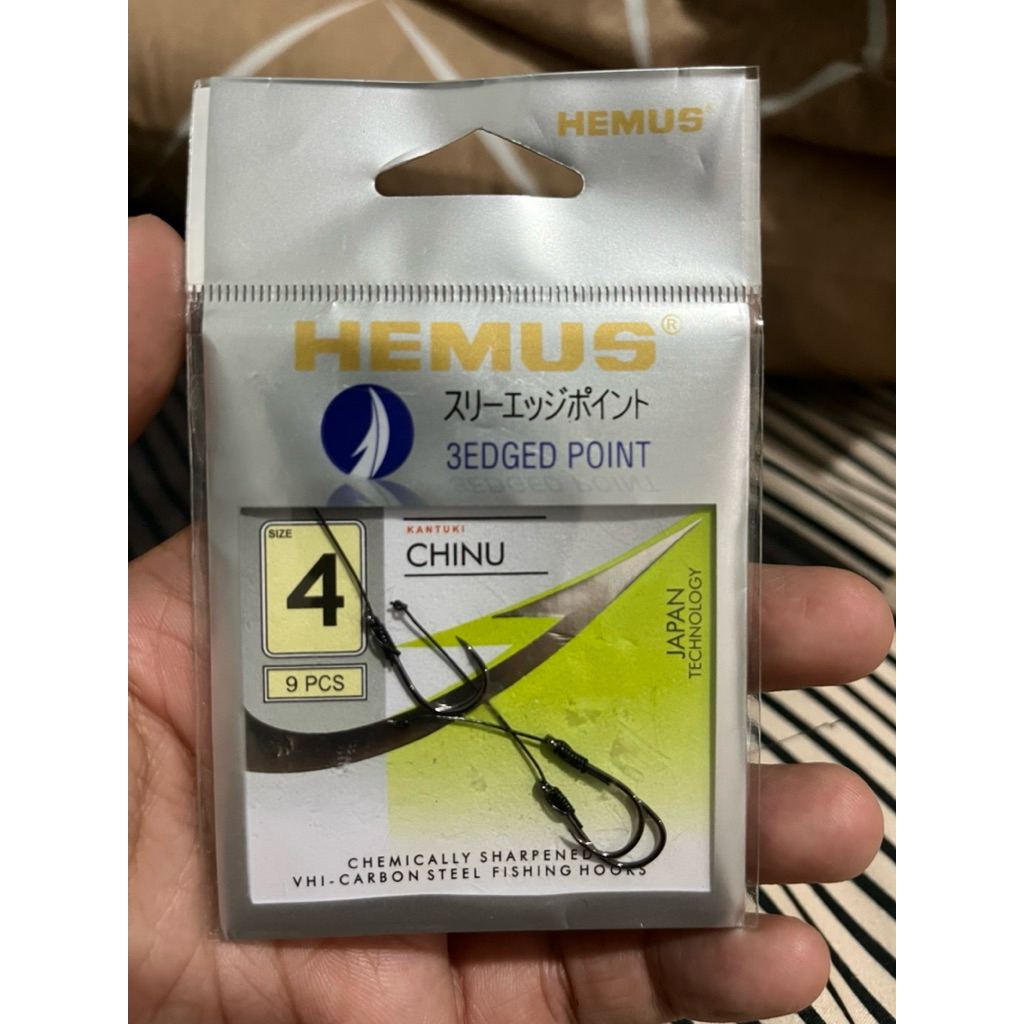 HEMUS®
HEMUS®
スリーエッジポイント
3EDGED POINT
SIZE
4
9 PCS
KANTUKI
CHINU
JAPAN
TECHNOLOGY
CHEMICALLY SHARPENED
VHI-CARBON STEEL FISHING HOOKS